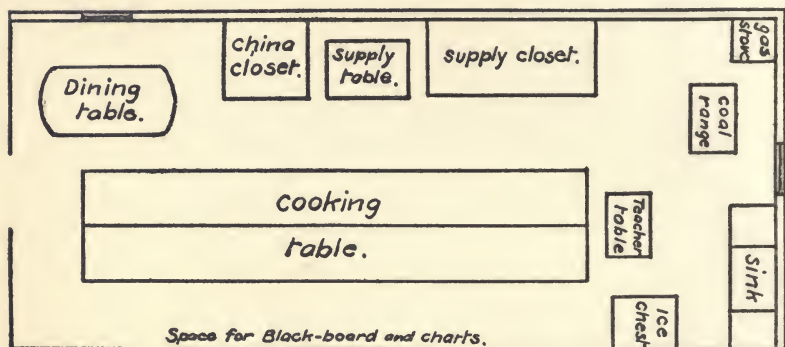 china
closet.
supply
table.
supply closet.
gas
stove
Dining
table.
coal
range
cooking
table.
Teacher
table
sink
Ice
chest
Space for Black-board and charts.